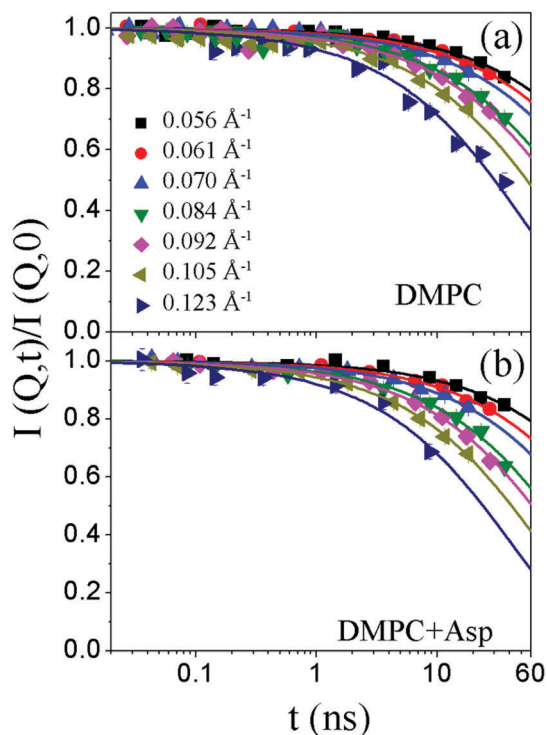 I (Q,t)/I (Q,0)
1.0
0.8
0.6
0.4
0.2
0.0
(a)
0.056 Å⁻¹
0.061 Å⁻¹
0.070 Å⁻¹
0.084 Å⁻¹
0.092 Å⁻¹
0.105 Å⁻¹
0.123 Å⁻¹
DMPC
1.0
0.8
0.6
0.4
0.2
0.0
(b)
DMPC+Asp
0.1 1 10 60
t (ns)